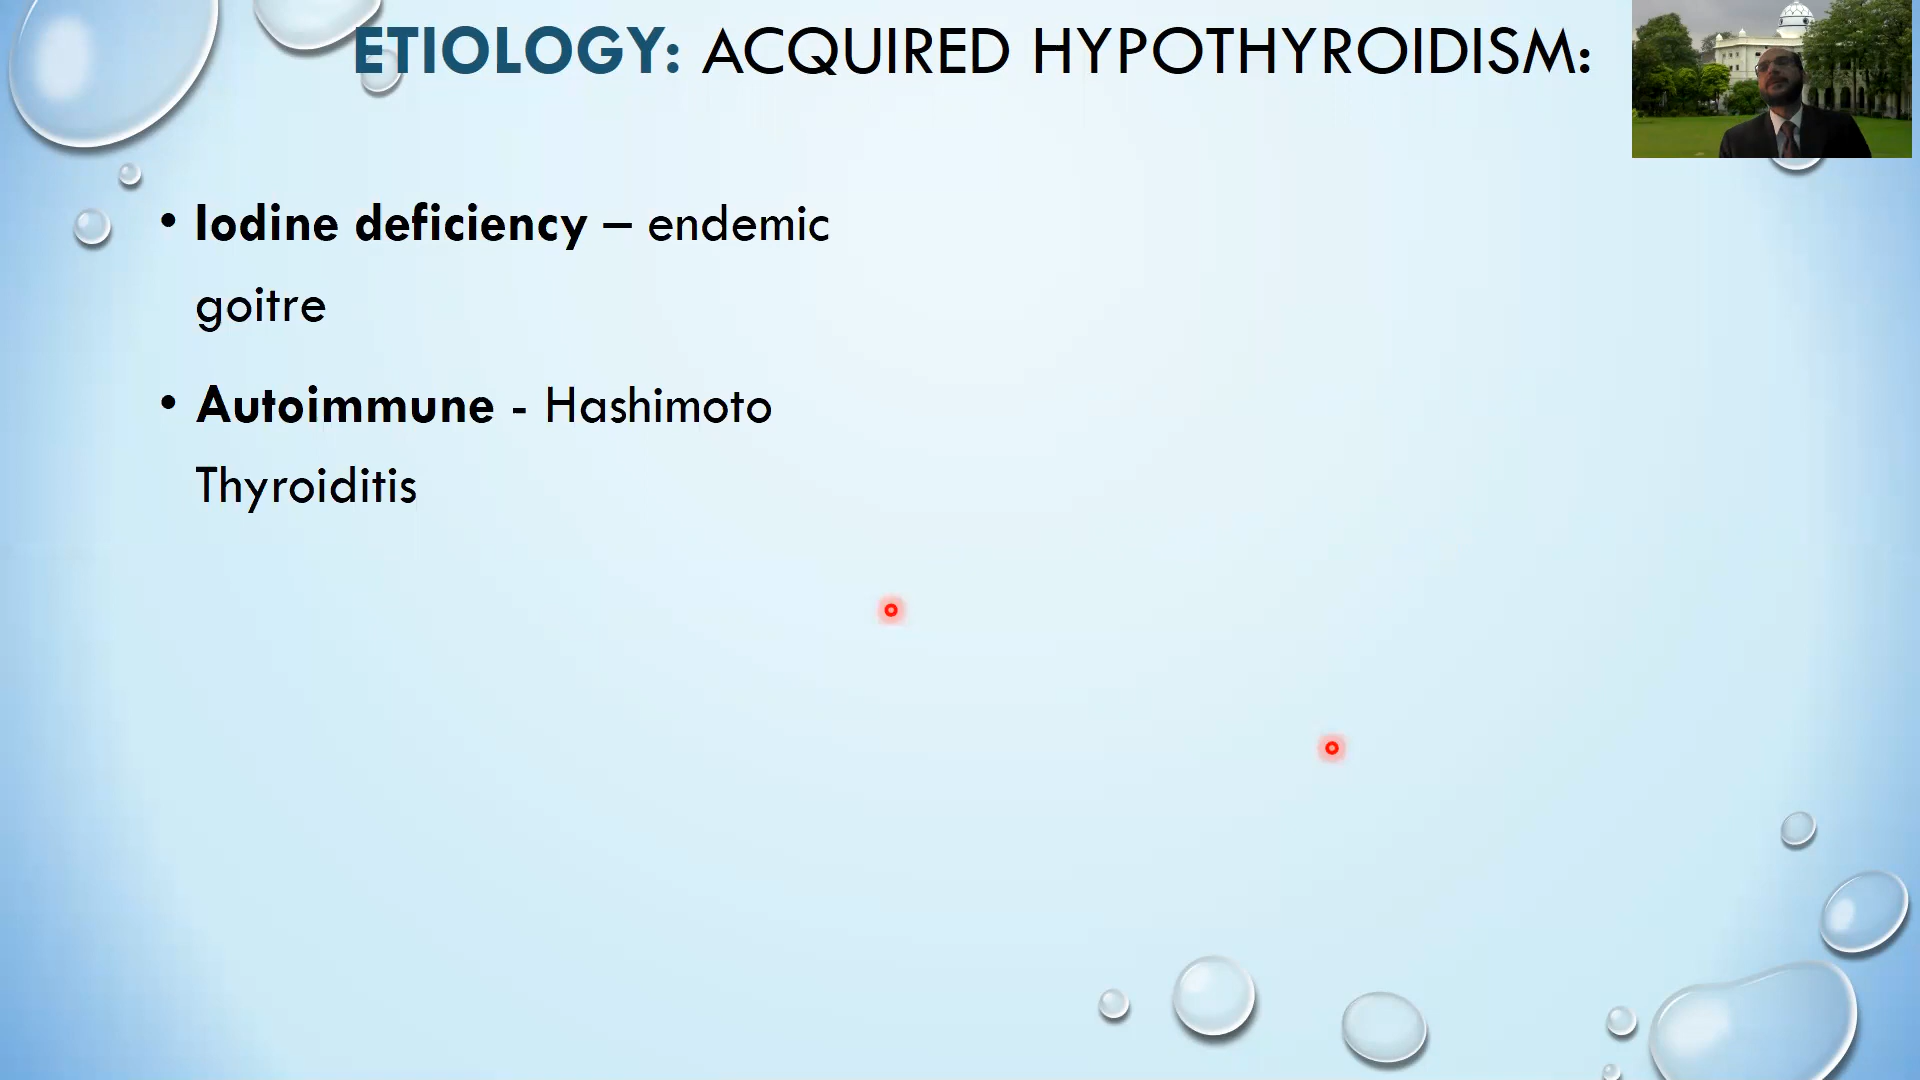 ETIOLOGY: ACQUIRED HYPOTHYROIDISM:
• Iodine deficiency – endemic
goitre
• Autoimmune - Hashimoto
Thyroiditis